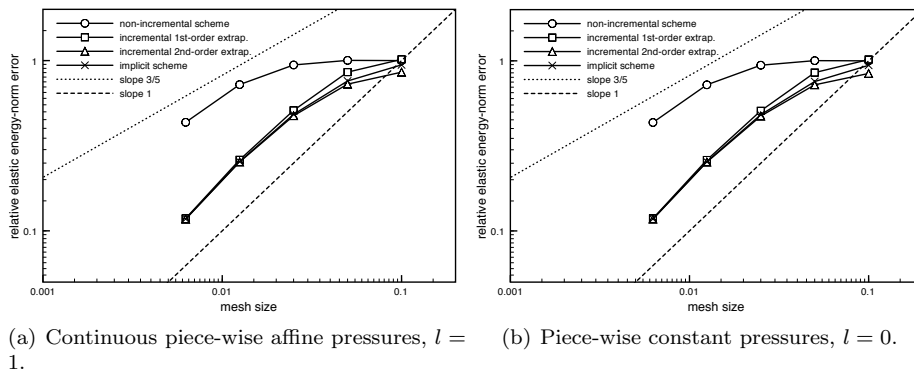 non-incremental scheme
incremental 1st-order extrap.
incremental 2nd-order extrap.
implicit scheme
slope 3/5
slope 1
relative elastic energy-norm error
1
0.1
0.001
0.01
0.1
mesh size
(a) Continuous piece-wise affine pressures, l =
1.
non-incremental scheme
incremental 1st-order extrap.
incremental 2nd-order extrap.
implicit scheme
slope 3/5
slope 1
relative elastic energy-norm error
1
0.1
0.001
0.01
0.1
mesh size
(b) Piece-wise constant pressures, l = 0.